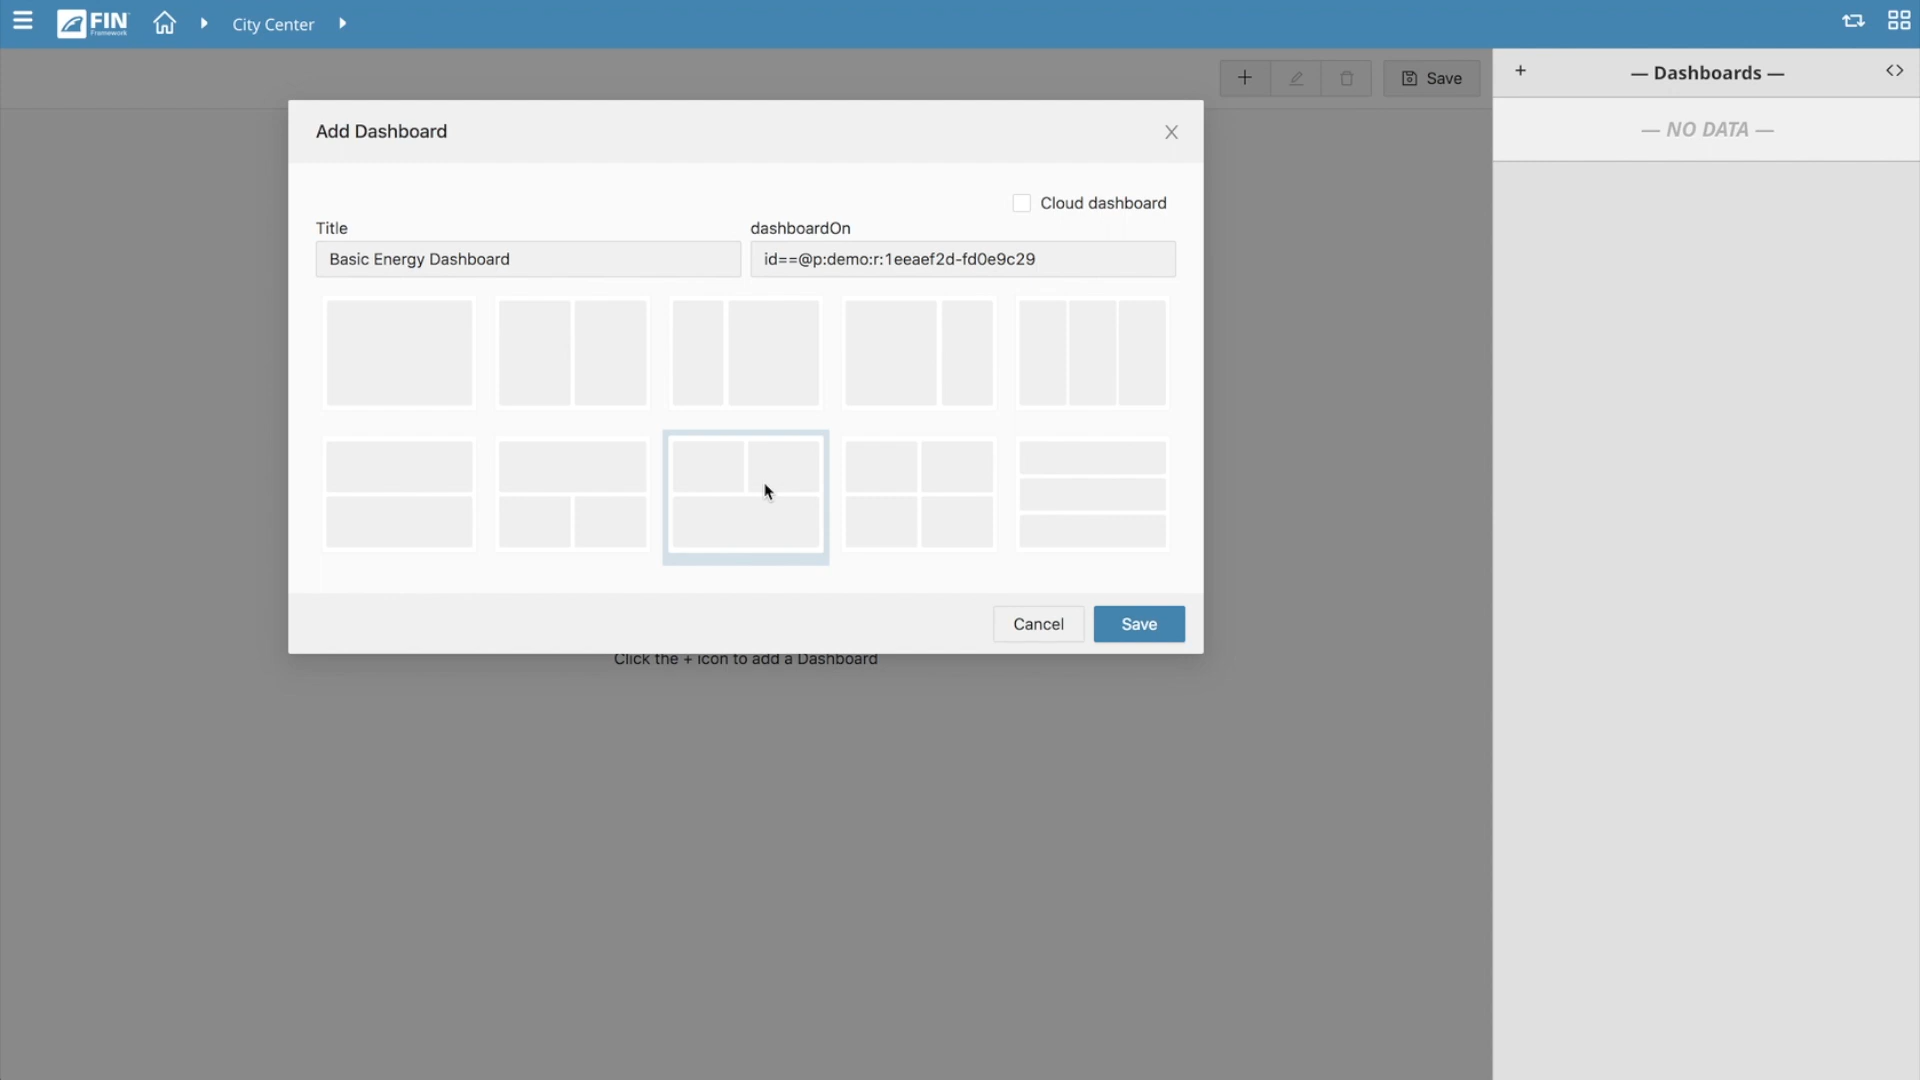 FIN
Framework
City Center
Save
— Dashboards —
— NO DATA —
Add Dashboard
Cloud dashboard
Title
dashboardOn
Basic Energy Dashboard
id==@p:demo:r:1eeaef2d-fd0e9c29
Cancel
Save
Click the + icon to add a Dashboard